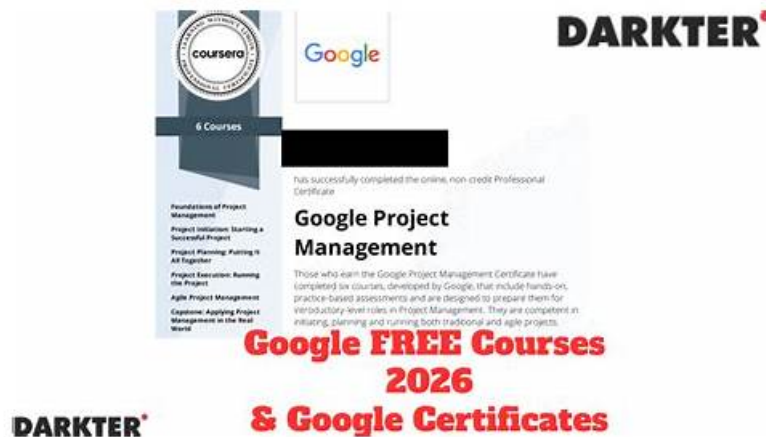 DARKTER
coursera
Google
6 Courses
has successfully completed the online, non-credit Professional
Certificate
Foundations of Project
Management
Project Initiation: Starting a
Successful Project
Project Planning: Putting It
All Together
Project Execution: Running
the Project
Agile Project Management
Capstone: Applying Project
Management in the Real
World
Google Project
Management
Those who earn the Google Project Management Certificate have
completed six courses, developed by Google, that include hands-on,
practice-based assessments and are designed to prepare them for
introductory-level roles in Project Management. They are competent in
initiating, planning and running both traditional and agile projects.
Google FREE Courses
2026
& Google Certificates
DARKTER